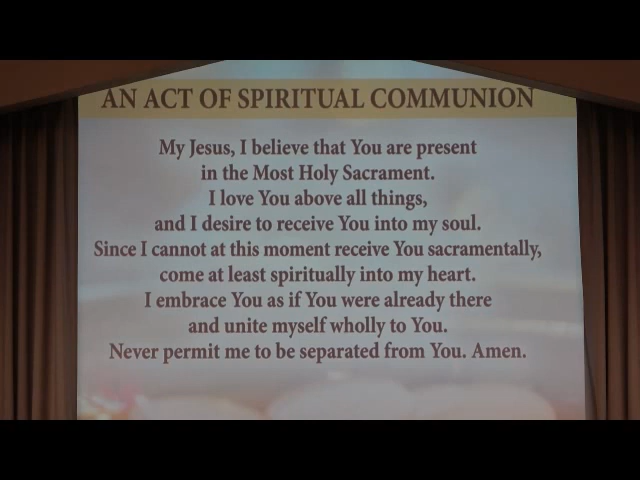 AN ACT OF SPIRITUAL COMMUNION
My Jesus, I believe that You are present
in the Most Holy Sacrament.
I love You above all things,
and I desire to receive You into my soul.
Since I cannot at this moment receive You sacramentally,
come at least spiritually into my heart.
I embrace You as if You were already there
and unite myself wholly to You.
Never permit me to be separated from You. Amen.